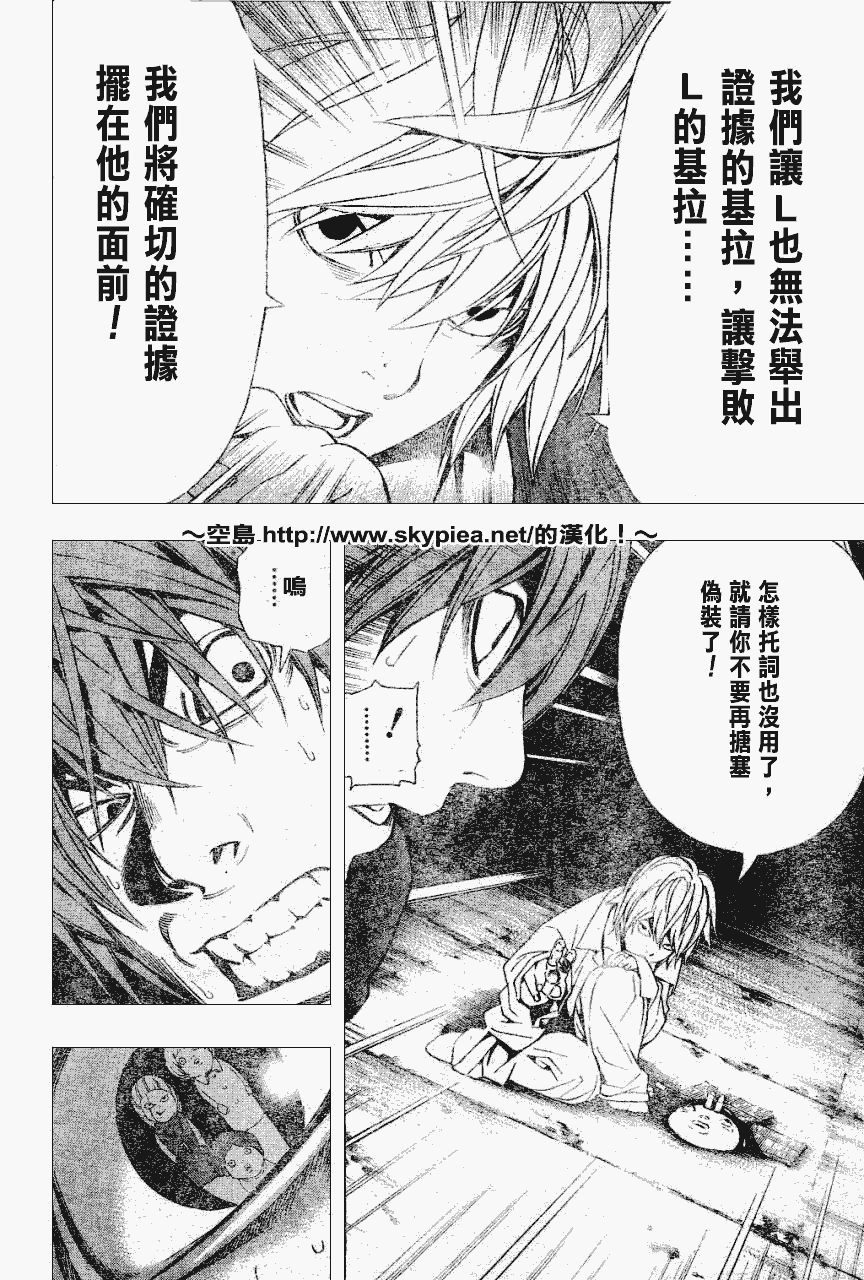 我們讓L也無法舉出
證據的基拉，讓擊敗
L的基拉……
我們將確切的證據
擺在他的面前！
～空島 http://www.skypiea.net/的漢化！～
怎樣托詞也沒用了，
就請你不要再搪塞
偽裝了！
！
………
嗚
……